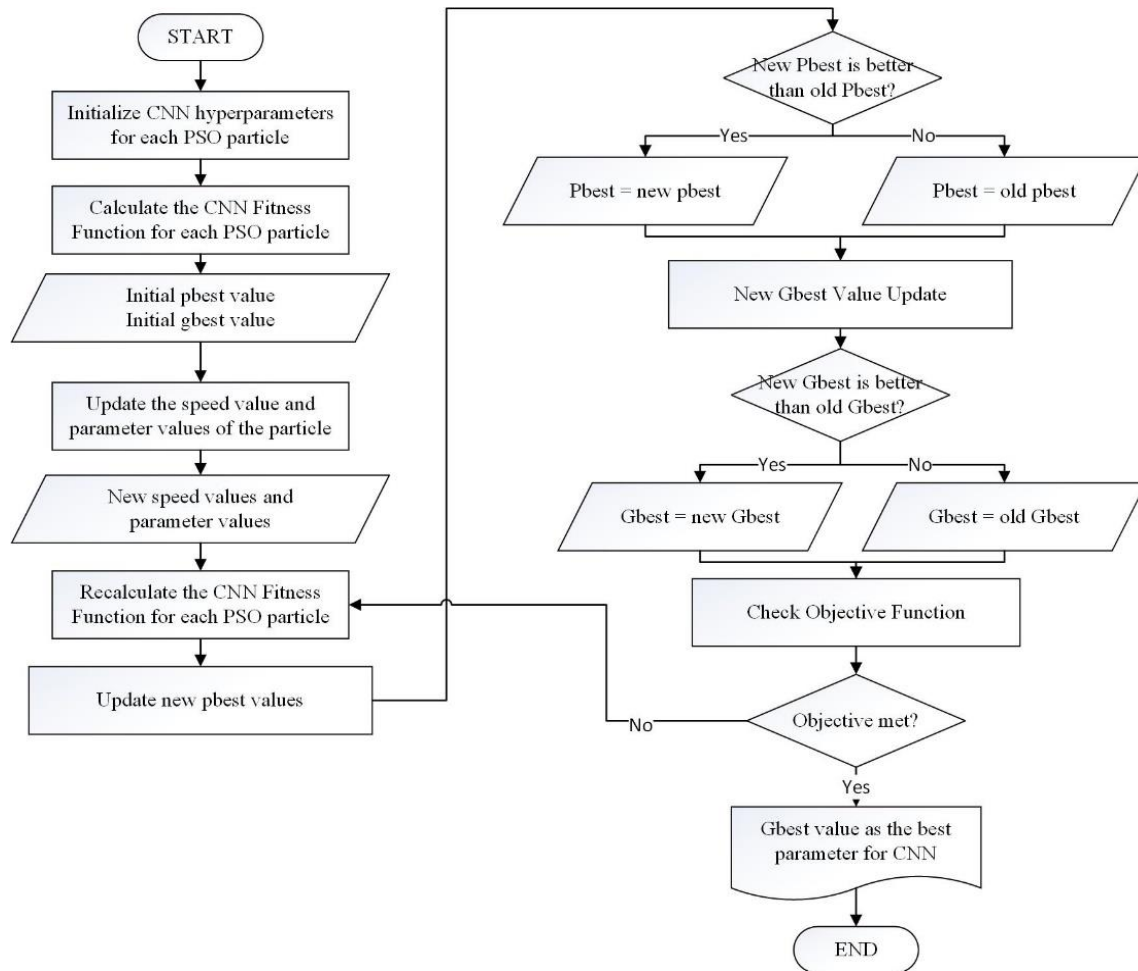 START
Initialize CNN hyperparameters
for each PSO particle
Calculate the CNN Fitness
Function for each PSO particle
Initial pbest value
Initial gbest value
Update the speed value and
parameter values of the particle
New speed values and
parameter values
Recalculate the CNN Fitness
Function for each PSO particle
Update new pbest values
New Pbest is better
than old Pbest?
Yes
No
Pbest = new pbest
Pbest = old pbest
New Gbest Value Update
New Gbest is better
than old Gbest?
Yes
No
Gbest = new Gbest
Gbest = old Gbest
Check Objective Function
Objective met?
No
Yes
Gbest value as the best
parameter for CNN
END